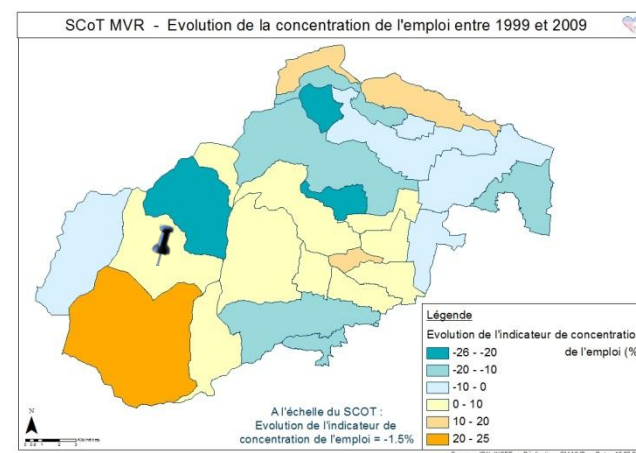 SCoT MVR - Evolution de la concentration de l'emploi entre 1999 et 2009
Légende
Evolution de l'indicateur de concentration
de l'emploi (%
-26 - -20
-20 - -10
-10 - 0
0 - 10
10 - 20
20 - 25
A l'échelle du SCOT :
Evolution de l'indicateur de
concentration de l'emploi = -1.5%
N